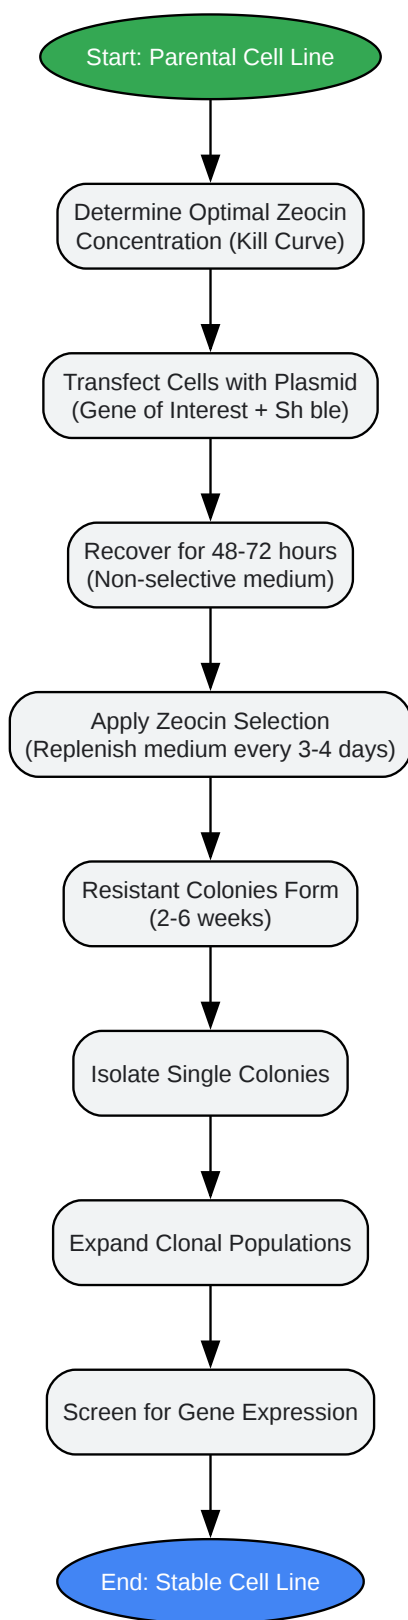 Start: Parental Cell Line
Determine Optimal Zeocin
Concentration (Kill Curve)
Transfect Cells with Plasmid
(Gene of Interest + Sh ble)
Recover for 48-72 hours
(Non-selective medium)
Apply Zeocin Selection
(Replenish medium every 3-4 days)
Resistant Colonies Form
(2-6 weeks)
Isolate Single Colonies
Expand Clonal Populations
Screen for Gene Expression
End: Stable Cell Line